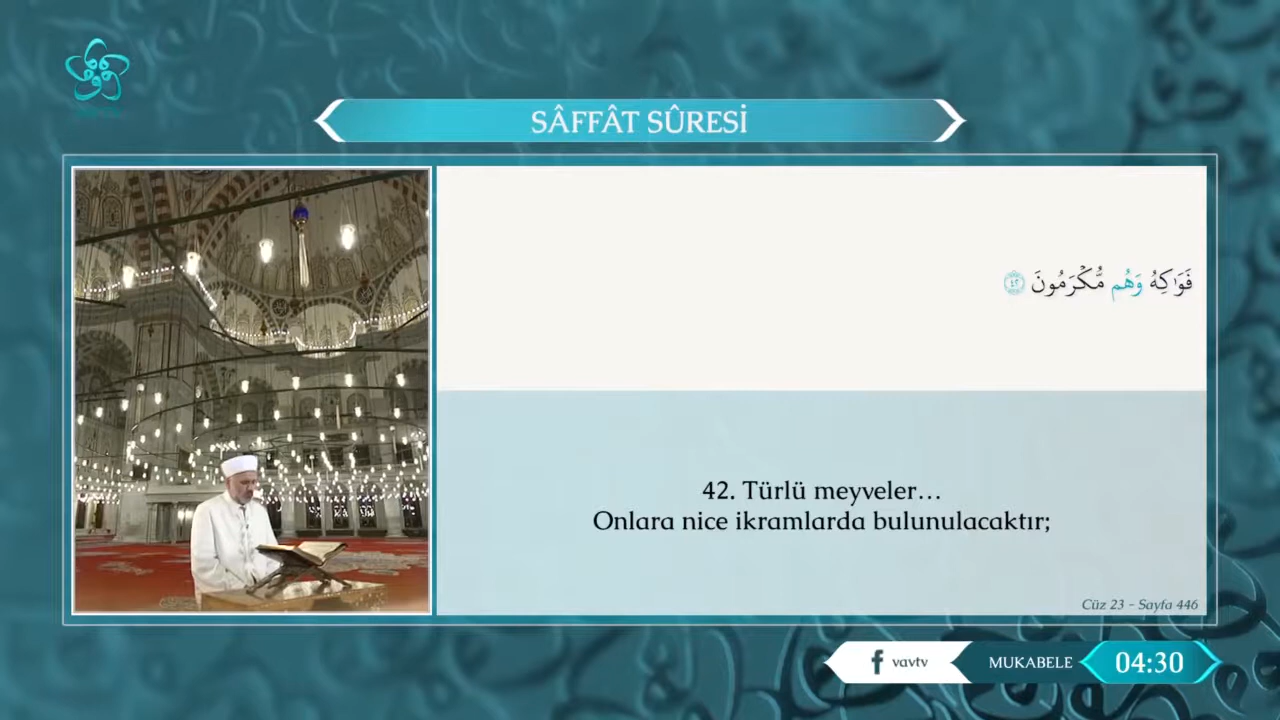 SÂFFÂT SÛRESİ
فَوَاكِهُ وَهُم مُّكْرَمُونَ ٤٢
42. Türlü meyveler...
Onlara nice ikramlarda bulunulacaktır;
Cüz 23 - Sayfa 446
vavtv
MUKABELE
04:30